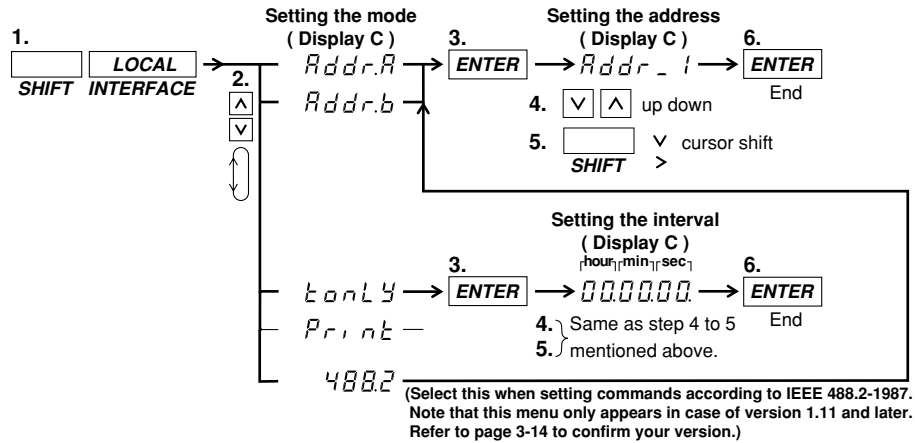 Setting the mode
( Display C )
Setting the address
( Display C )
1.
SHIFT
LOCAL
INTERFACE
2.
Addr.A
Addr.b
3.
ENTER
Addr_ 1
6.
ENTER
End
4. up down
5. cursor shift
SHIFT
Setting the interval
( Display C )
hour min sec
tonLY
3.
ENTER
00.00.00.
6.
ENTER
End
Print
4. Same as step 4 to 5
5. mentioned above.
488.2
(Select this when setting commands according to IEEE 488.2-1987.
Note that this menu only appears in case of version 1.11 and later.
Refer to page 3-14 to confirm your version.)